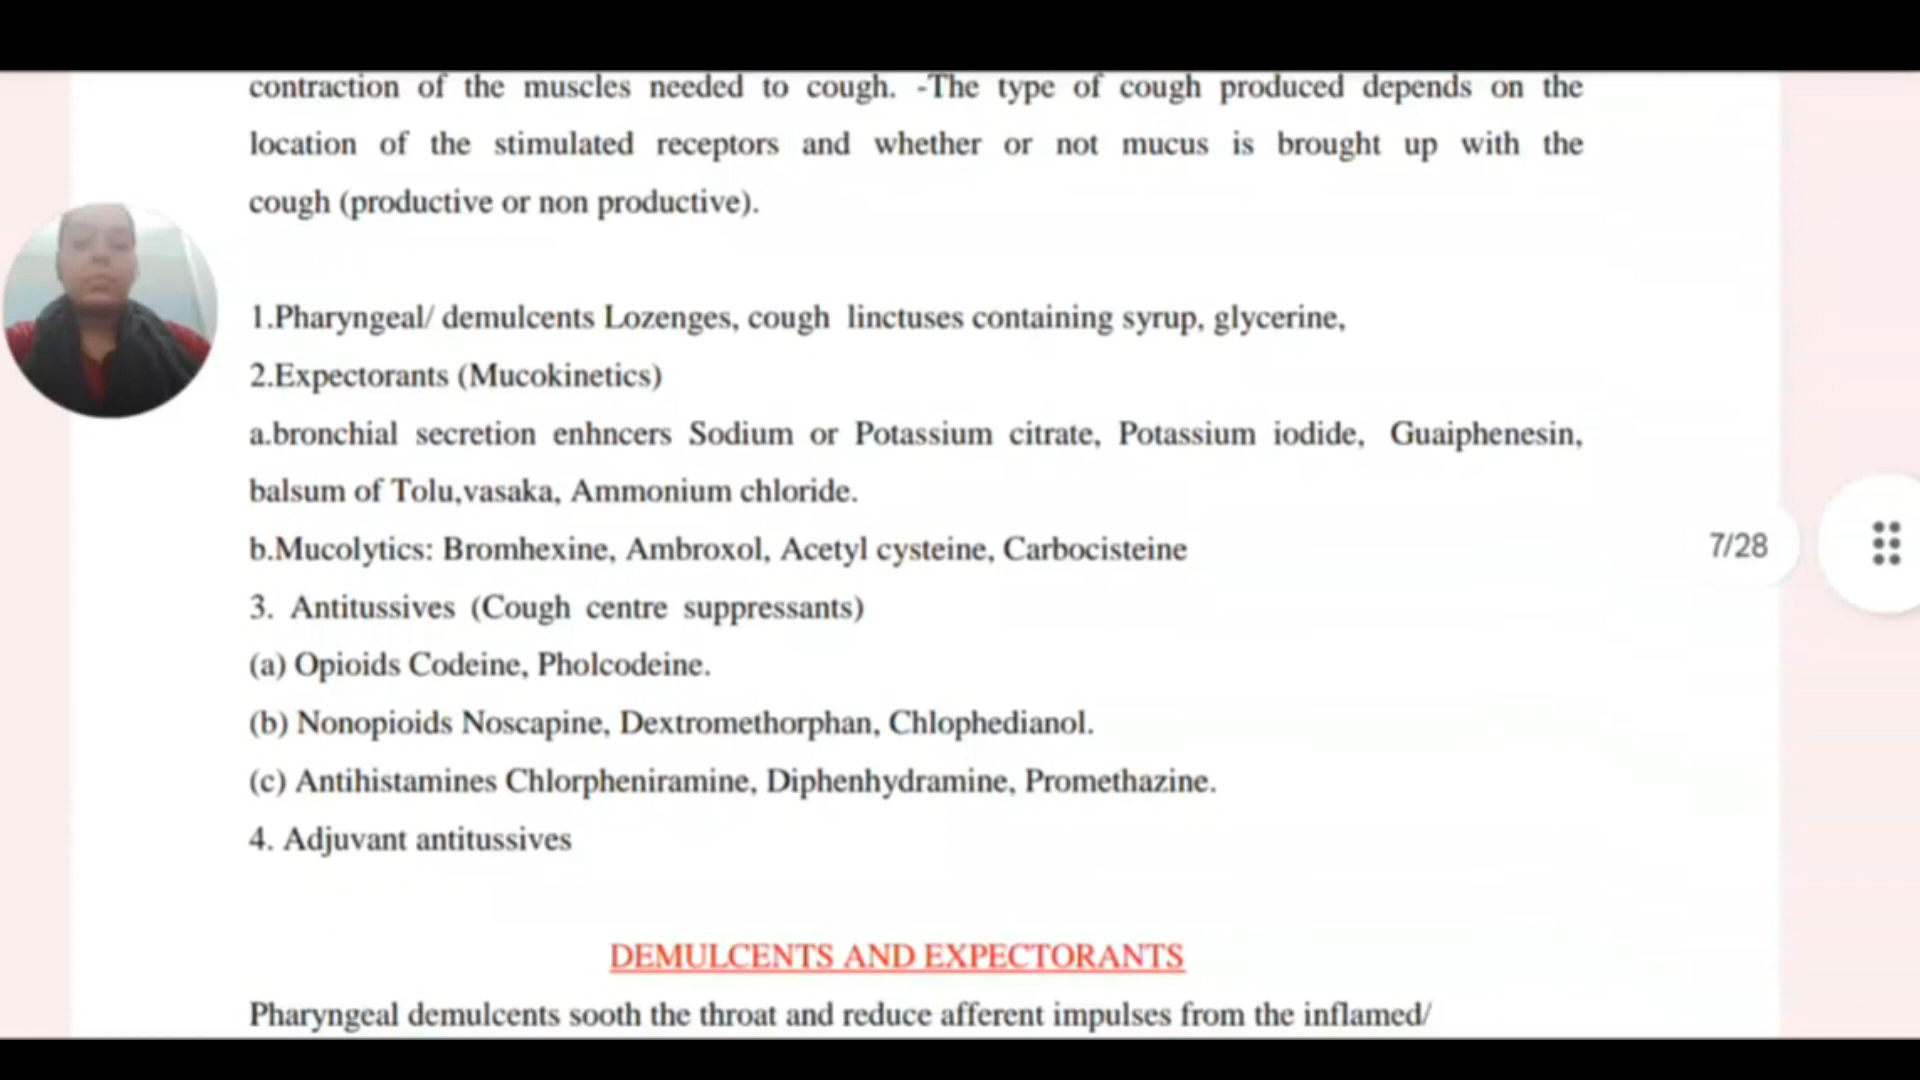 contraction of the muscles needed to cough. -The type of cough produced depends on the
location of the stimulated receptors and whether or not mucus is brought up with the
cough (productive or non productive).
1.Pharyngeal/ demulcents Lozenges, cough linctuses containing syrup, glycerine,
2.Expectorants (Mucokinetics)
a.bronchial secretion enhncers Sodium or Potassium citrate, Potassium iodide, Guaiphenesin,
balsum of Tolu,vasaka, Ammonium chloride.
b.Mucolytics: Bromhexine, Ambroxol, Acetyl cysteine, Carbocisteine
7/28
3. Antitussives (Cough centre suppressants)
(a) Opioids Codeine, Pholcodeine.
(b) Nonopioids Noscapine, Dextromethorphan, Chlophedianol.
(c) Antihistamines Chlorpheniramine, Diphenhydramine, Promethazine.
4. Adjuvant antitussives
DEMULCENTS AND EXPECTORANTS
Pharyngeal demulcents sooth the throat and reduce afferent impulses from the inflamed/